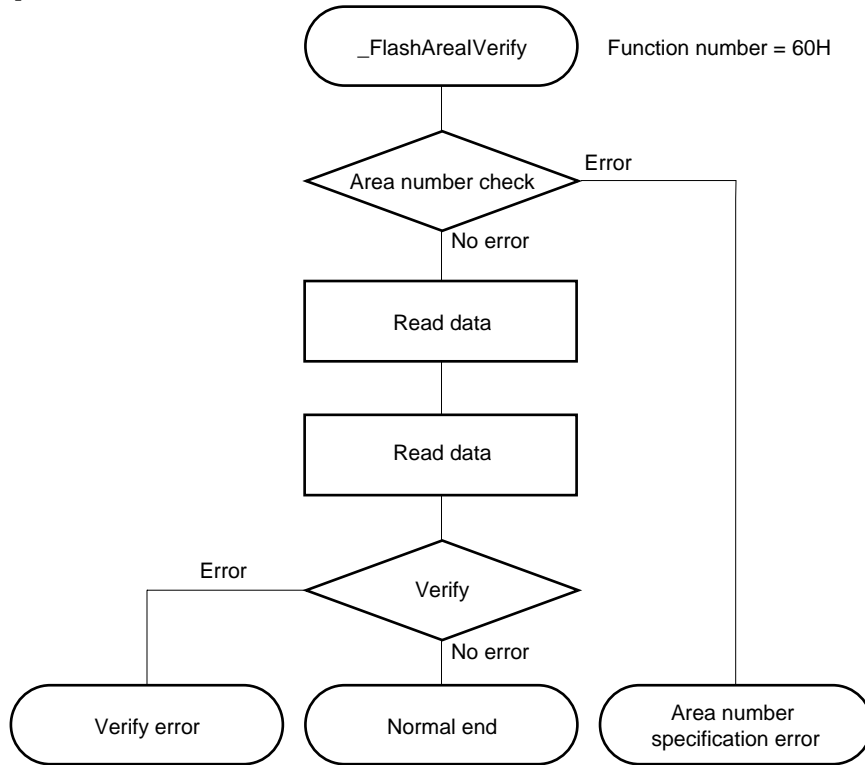 _FlashAreaIVerify
Function number = 60H
Area number check
Error
No error
Read data
Read data
Error
Verify
No error
Verify error
Normal end
Area number
specification error